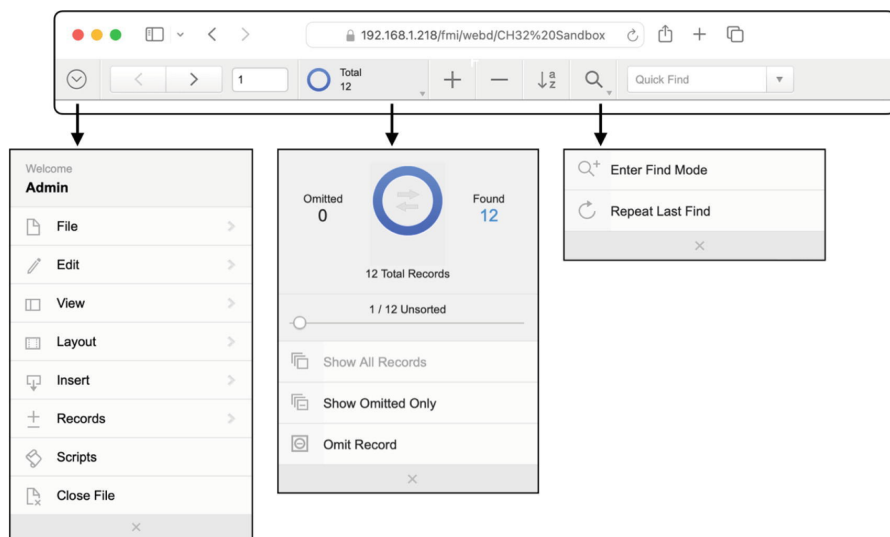 192.168.1.218/fmi/webd/CH32%20Sandbox
1
Total
12
a
z
Quick Find
Welcome
Admin
File
Edit
View
Layout
Insert
Records
Scripts
Close File
Omitted
0
Found
12
12 Total Records
1 / 12 Unsorted
Show All Records
Show Omitted Only
Omit Record
Enter Find Mode
Repeat Last Find